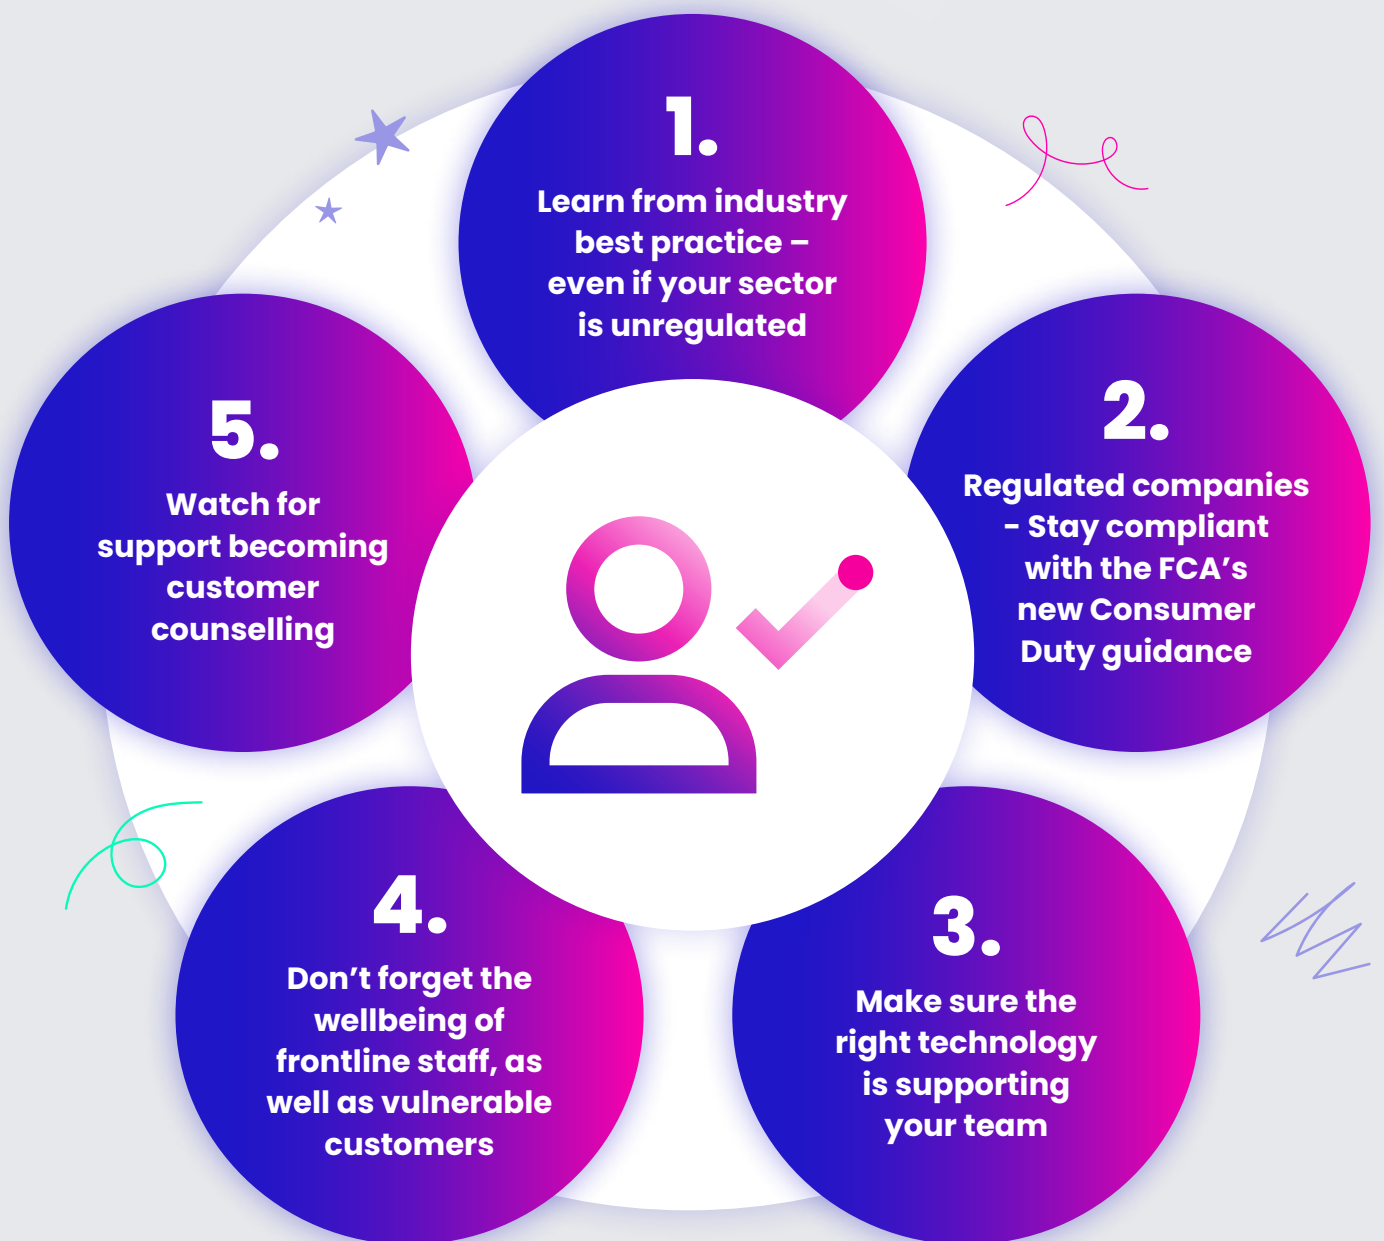 1.
Learn from industry
best practice –
even if your sector
is unregulated
2.
Regulated companies
- Stay compliant
with the FCA’s
new Consumer
Duty guidance
3.
Make sure the
right technology
is supporting
your team
4.
Don’t forget the
wellbeing of
frontline staff, as
well as vulnerable
customers
5.
Watch for
support becoming
customer
counselling